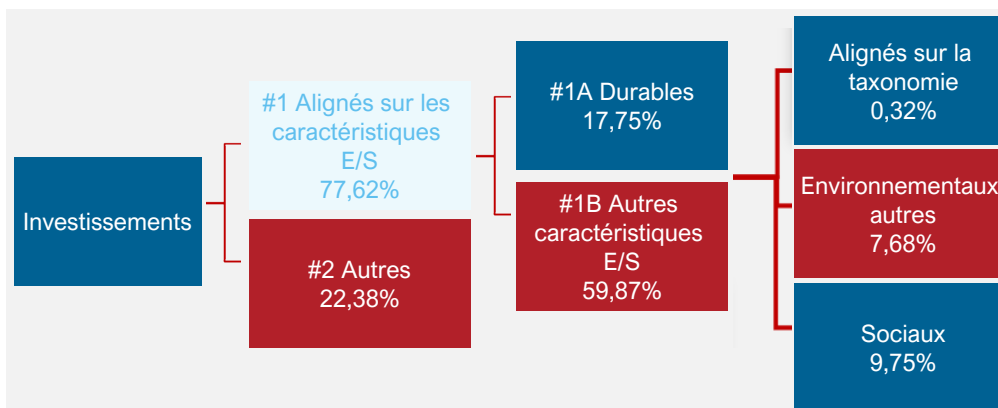 Investissements
#1 Alignés sur les
caractéristiques
E/S
77,62%
#2 Autres
22,38%
#1A Durables
17,75%
#1B Autres
caractéristiques
E/S
59,87%
Alignés sur la
taxonomie
0,32%
Environnementaux
autres
7,68%
Sociaux
9,75%